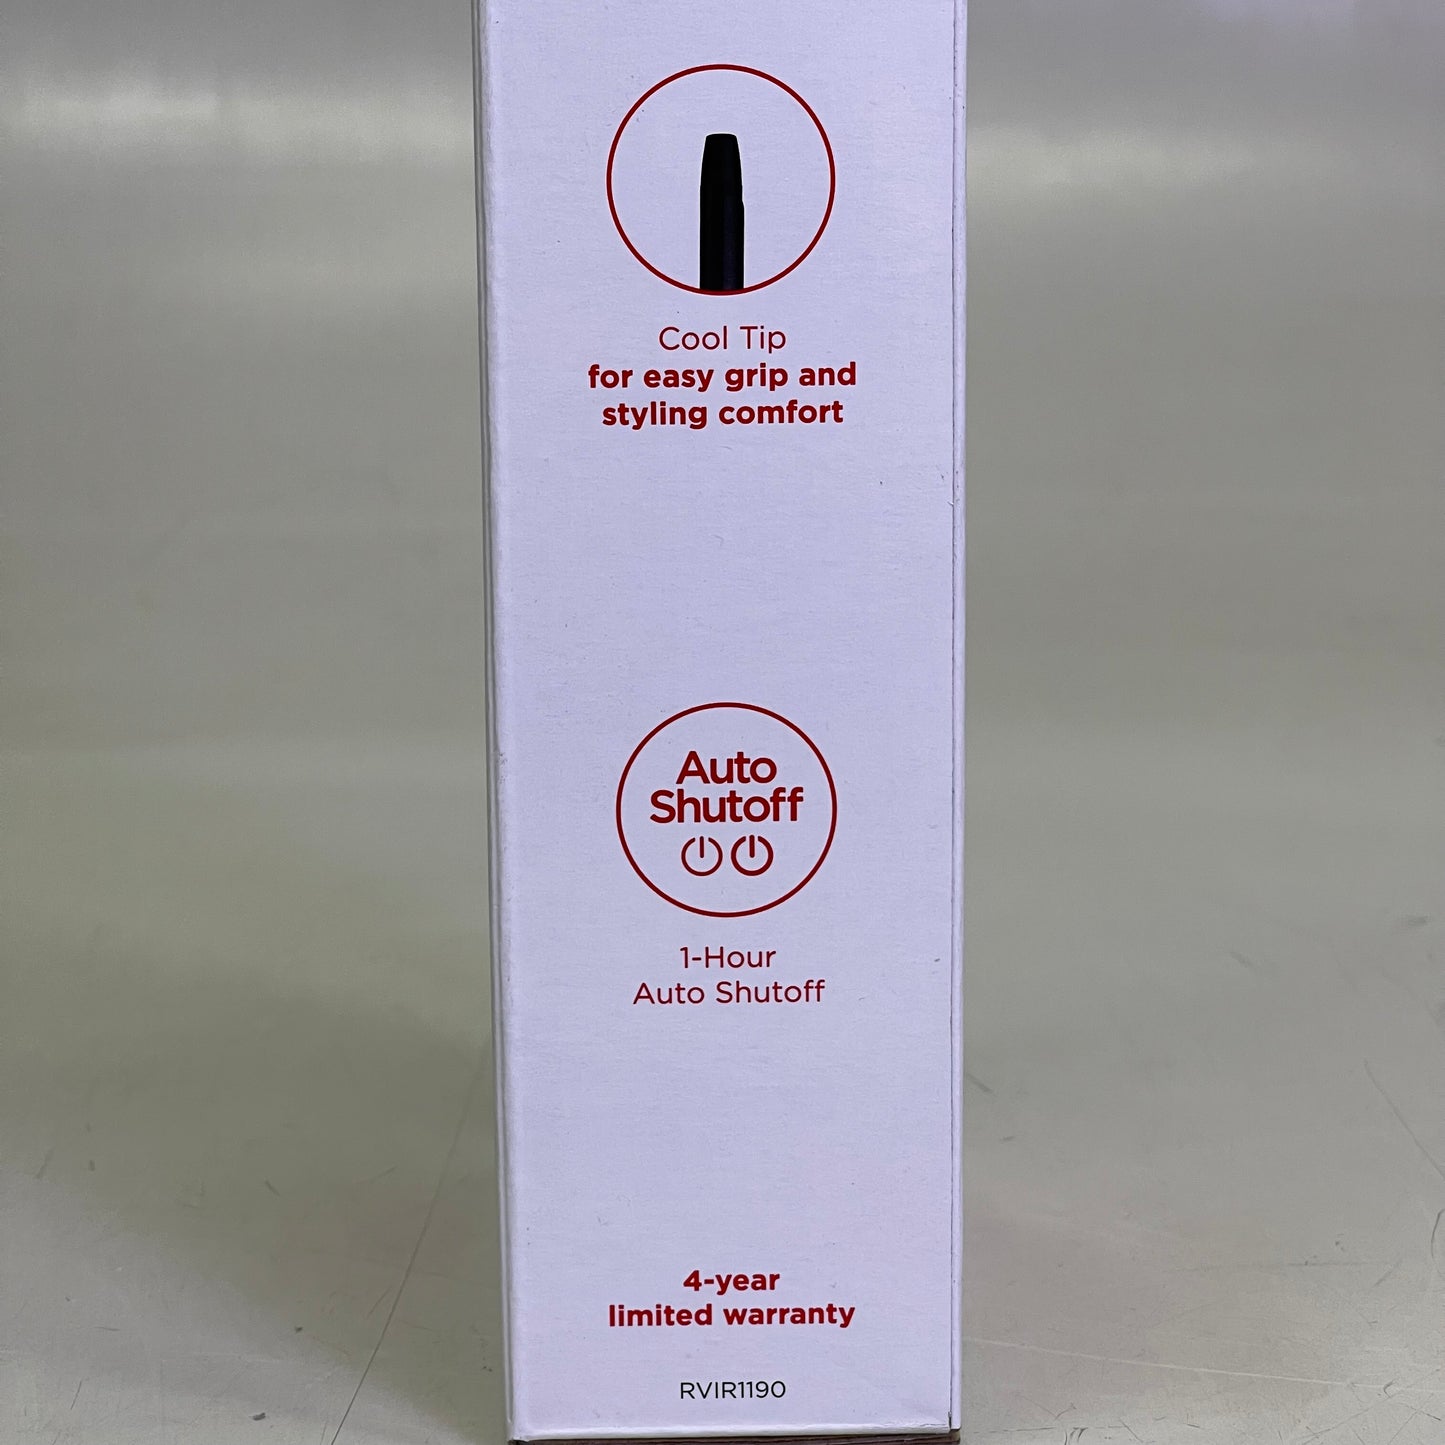 Cool Tip
for easy grip and
styling comfort
Auto
Shutoff
1-Hour
Auto Shutoff
4-year
limited warranty
RVIR1190